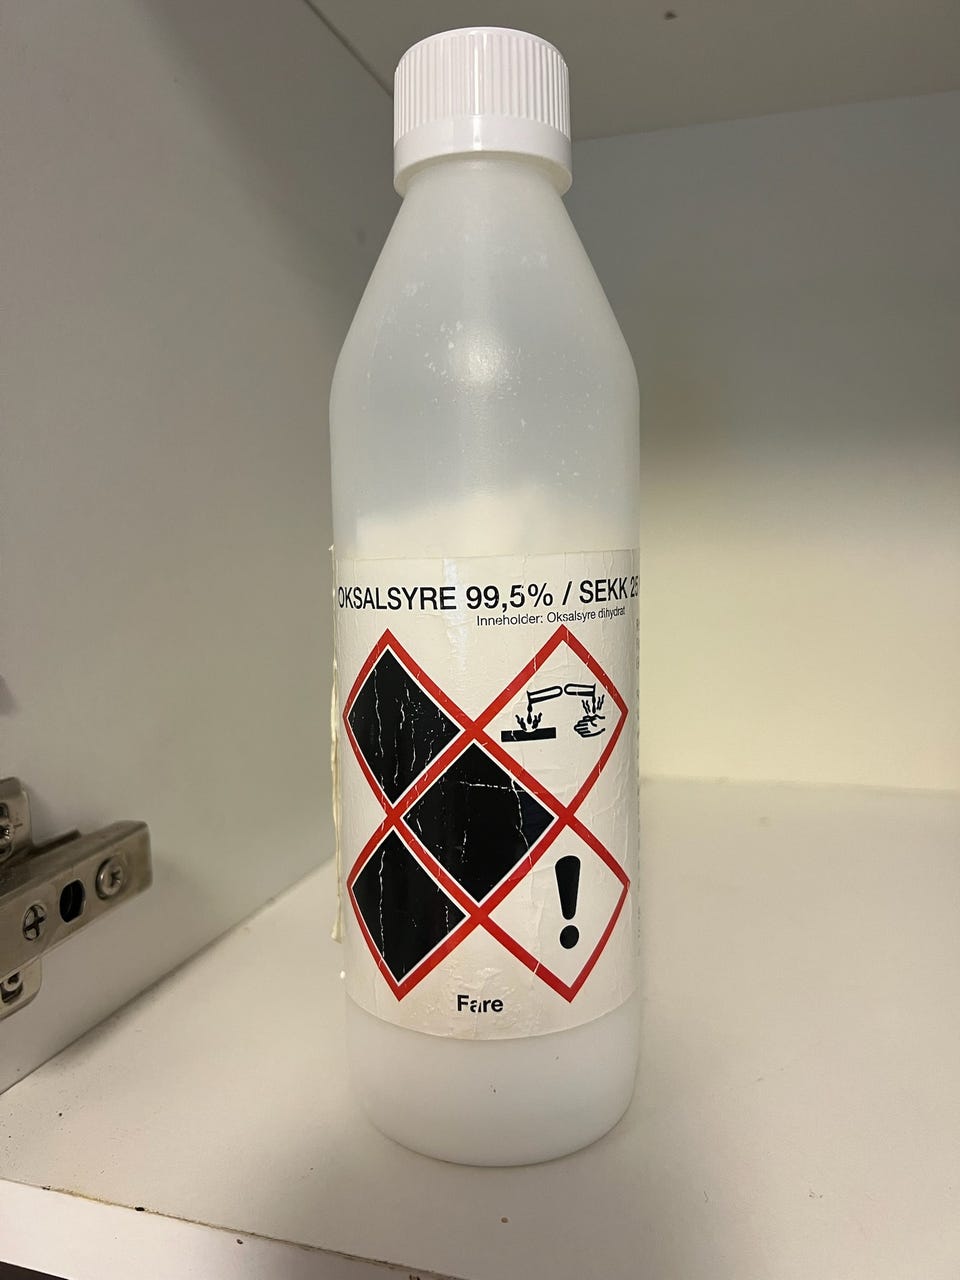 OKSALSYRE 99,5% / SEKK 25
Inneholder: Oksalsyre dihydrat
Fare